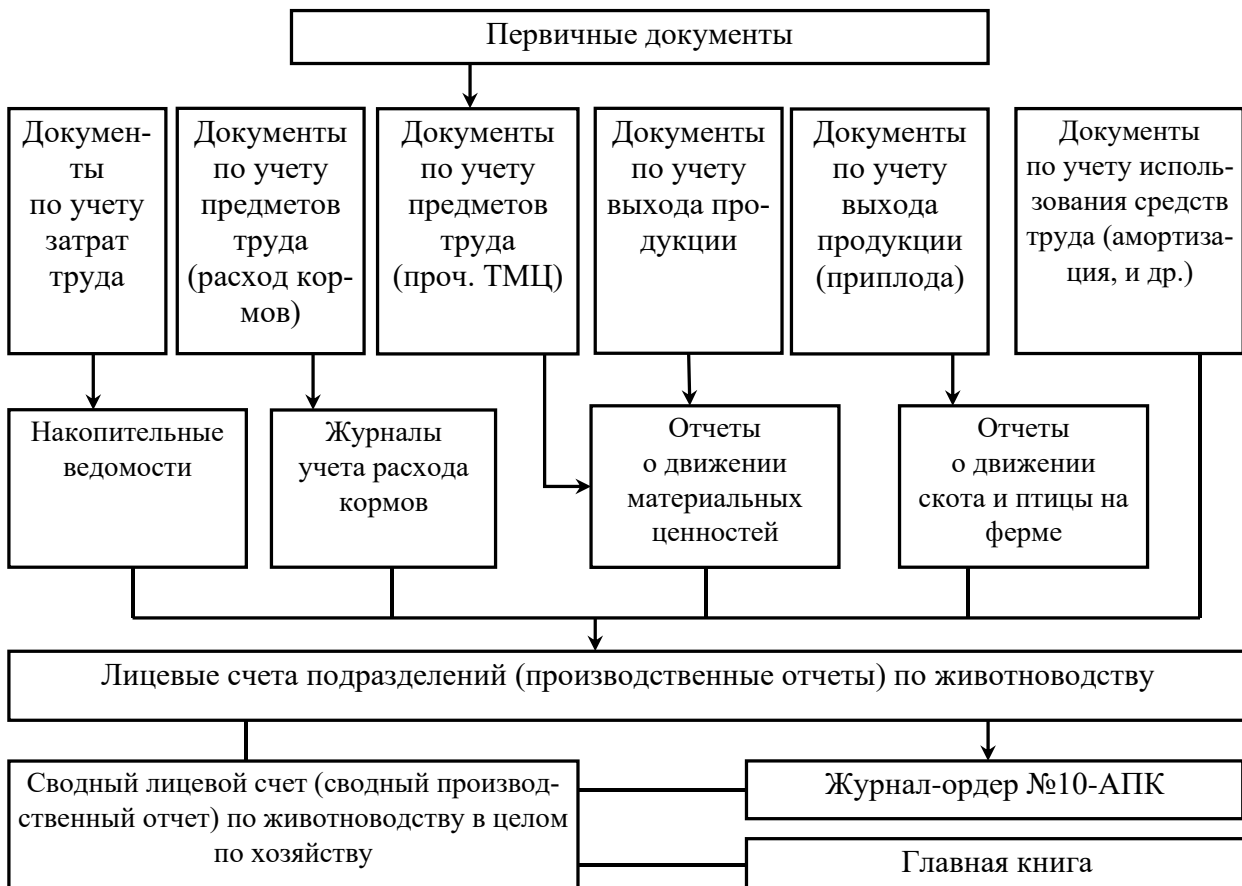 Первичные документы
Докумен-
ты
по учету
затрат
труда
Документы
по учету
предметов
труда
(расход кор-
мов)
Документы
по учету
предметов
труда
(проч. ТМЦ)
Документы
по учету
выхода про-
дукции
Документы
по учету
выхода
продукции
(приплода)
Документы
по учету исполь-
зования средств
труда (амортиза-
ция, и др.)
Накопительные
ведомости
Журналы
учета расхода
кормов
Отчеты
о движении
материальных
ценностей
Отчеты
о движении
скота и птицы на
ферме
Лицевые счета подразделений (производственные отчеты) по животноводству
Сводный лицевой счет (сводный производ-
ственный отчет) по животноводству в целом
по хозяйству
Журнал-ордер №10-АПК
Главная книга